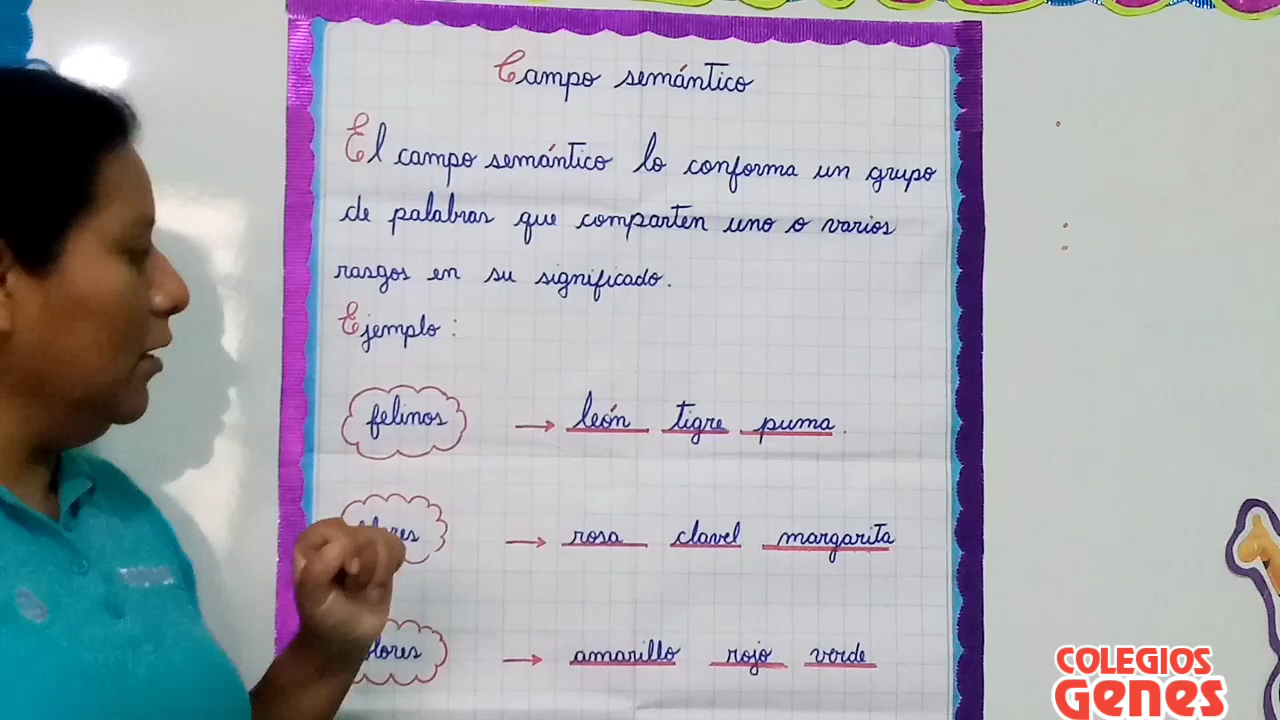 Campo semántico
El campo semántico lo conforma un grupo
de palabras que comparten uno o varios
rasgos en su significado.
Ejemplo :
felinos → león tigre puma .
→ rosa clavel margarita
→ amarillo rojo verde
COLEGIOS
Genes